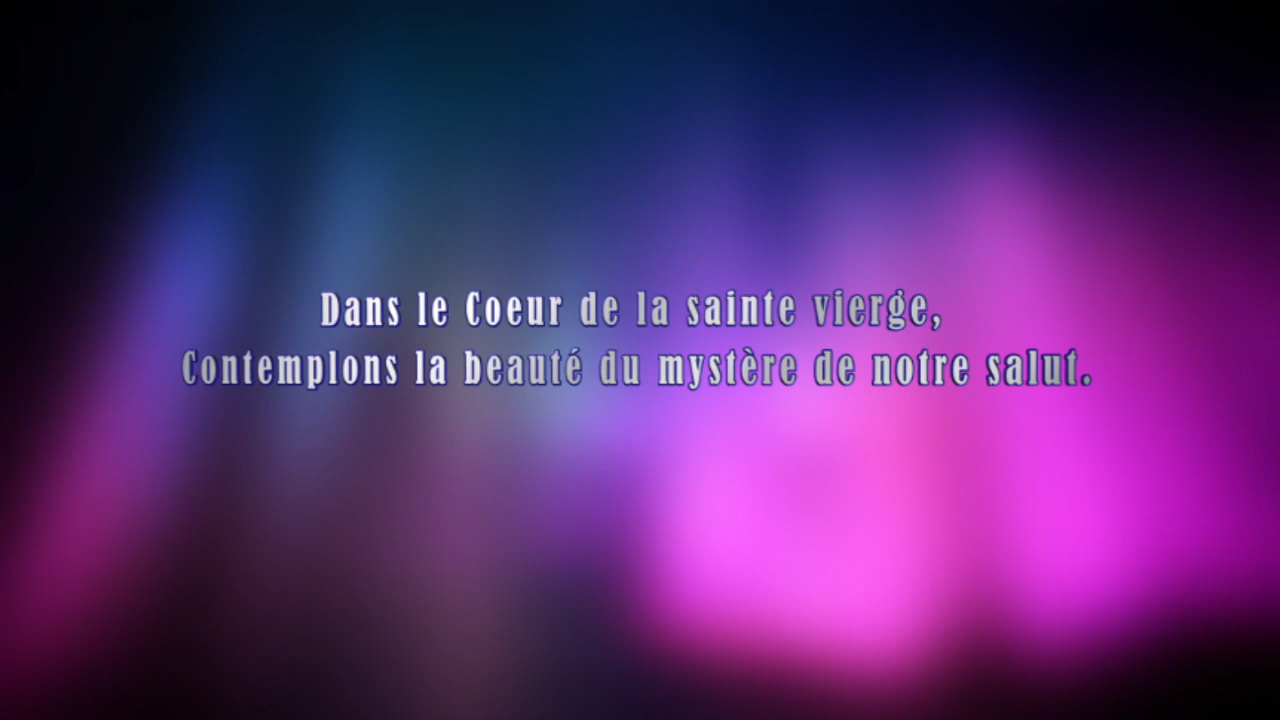 Dans le Coeur de la sainte vierge,
Contemplons la beauté du mystère de notre salut.